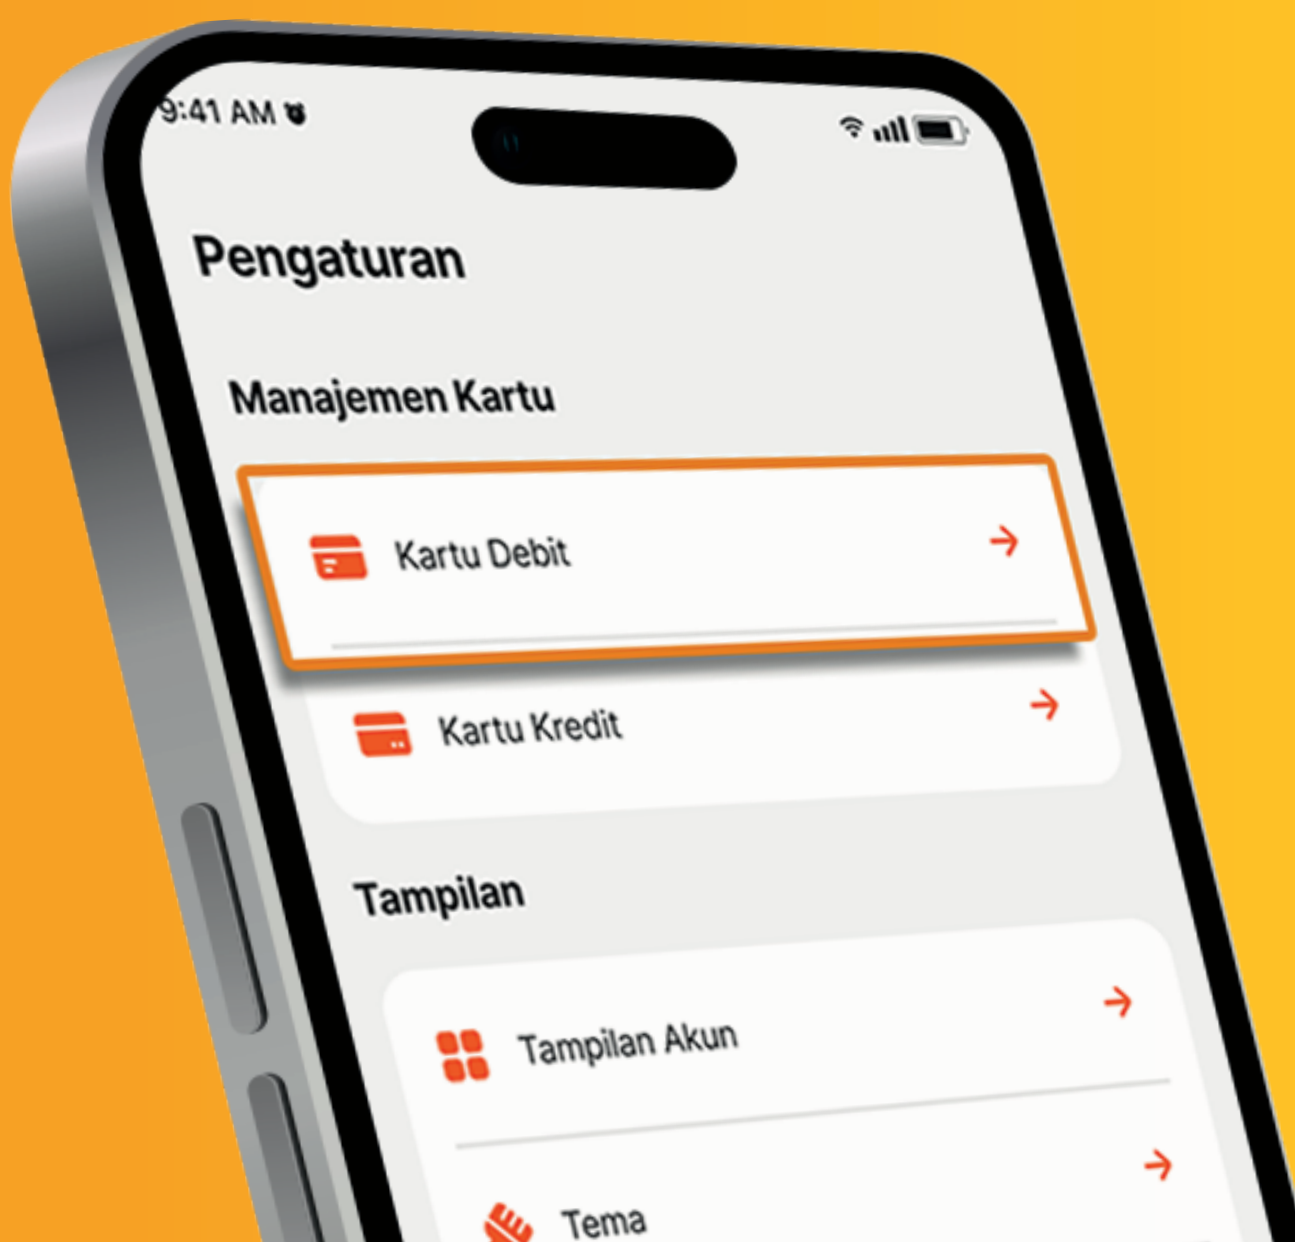 9:41 AM
Pengaturan
Manajemen Kartu
Kartu Debit
Kartu Kredit
Tampilan
Tampilan Akun
Tema